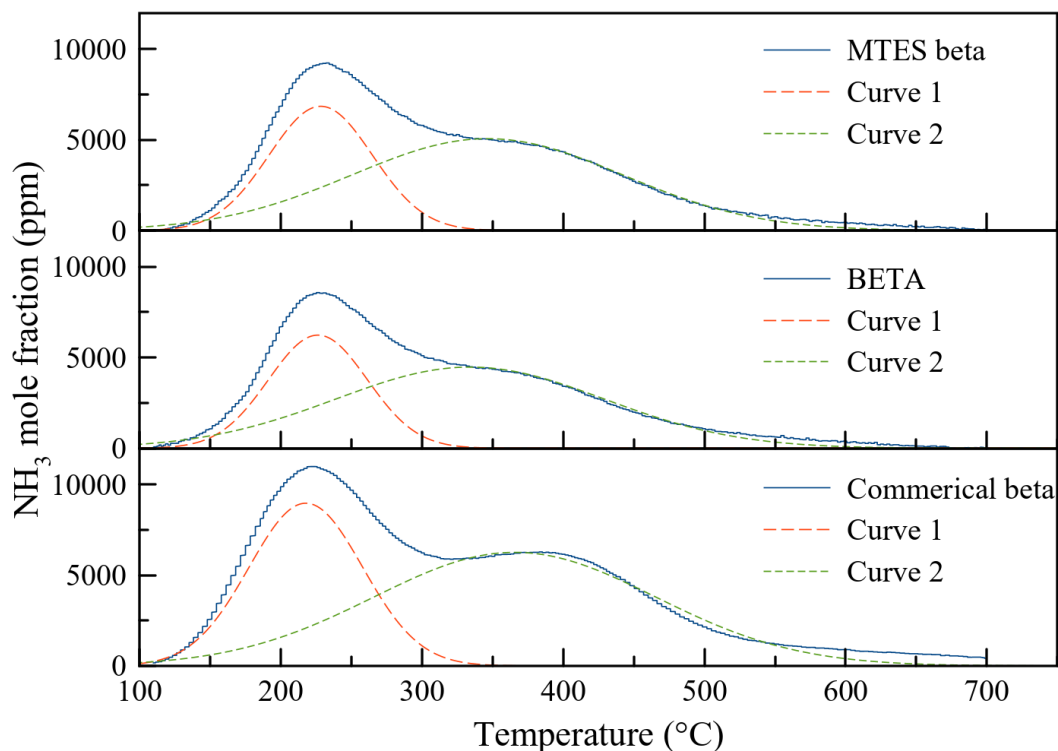 10000
5000
0
MTES beta
Curve 1
Curve 2
10000
5000
0
BETA
Curve 1
Curve 2
10000
5000
0
Commerical beta
Curve 1
Curve 2
NH₃ mole fraction (ppm)
100 200 300 400 500 600 700
Temperature (°C)